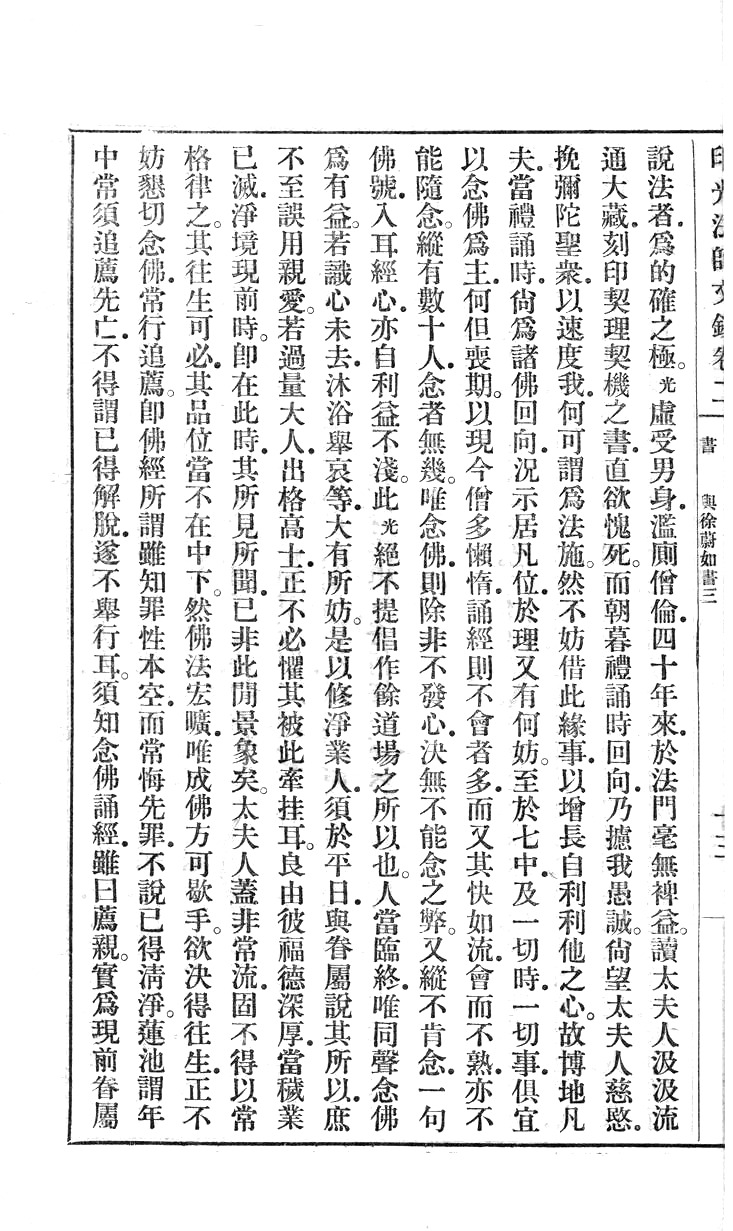 印光法師文鈔卷二 書 與徐蔚如書三 十三
說法者爲的確之極。光虛受男身濫廁僧倫四十年來於法門毫無裨益。讀太夫人汲汲流
通大藏刻印契理契機之書直欲愧死。而朝暮禮誦時回向乃攄我愚誠。尙望太夫人慈愍。
挽彌陀聖衆以速度我何可謂爲法施。然不妨借此緣事以增長自利利他之心。故博地凡
夫當禮誦時尙爲諸佛回向況示居凡位於理又有何妨。至於七中及一切時一切事俱宜
以念佛爲主何但喪期。以現今僧多懶惰誦經則不會者多而又其快如流會而不熟亦不
能隨念。縱有數十人念者無幾。唯念佛則除非不發心決無不能念之弊。又縱不肯念一句
佛號入耳經心亦自利益不淺。此光絕不提倡作餘道場之所以也。人當臨終唯同聲念佛
爲有益。若識心未去沐浴舉哀等大有所妨。是以修淨業人須於平日與眷屬說其所以庶
不至誤用親愛。若過量大人出格高士正不必懼其被此牽挂耳。良由彼福德深厚當穢業
已滅淨境現前時。卽在此時其所見所聞已非此閒景象矣。太夫人蓋非常流固不得以常
格律之。其往生可必其品位當不在中下。然佛法宏曠唯成佛方可歇手。欲決得往生正不
妨懇切念佛常行追薦。卽佛經所謂雖知罪性本空而常悔先罪不說已得淸淨。蓮池謂年
中常須追薦先亡不得謂已得解脫遂不舉行耳。須知念佛誦經雖曰薦親。實爲現前眷屬